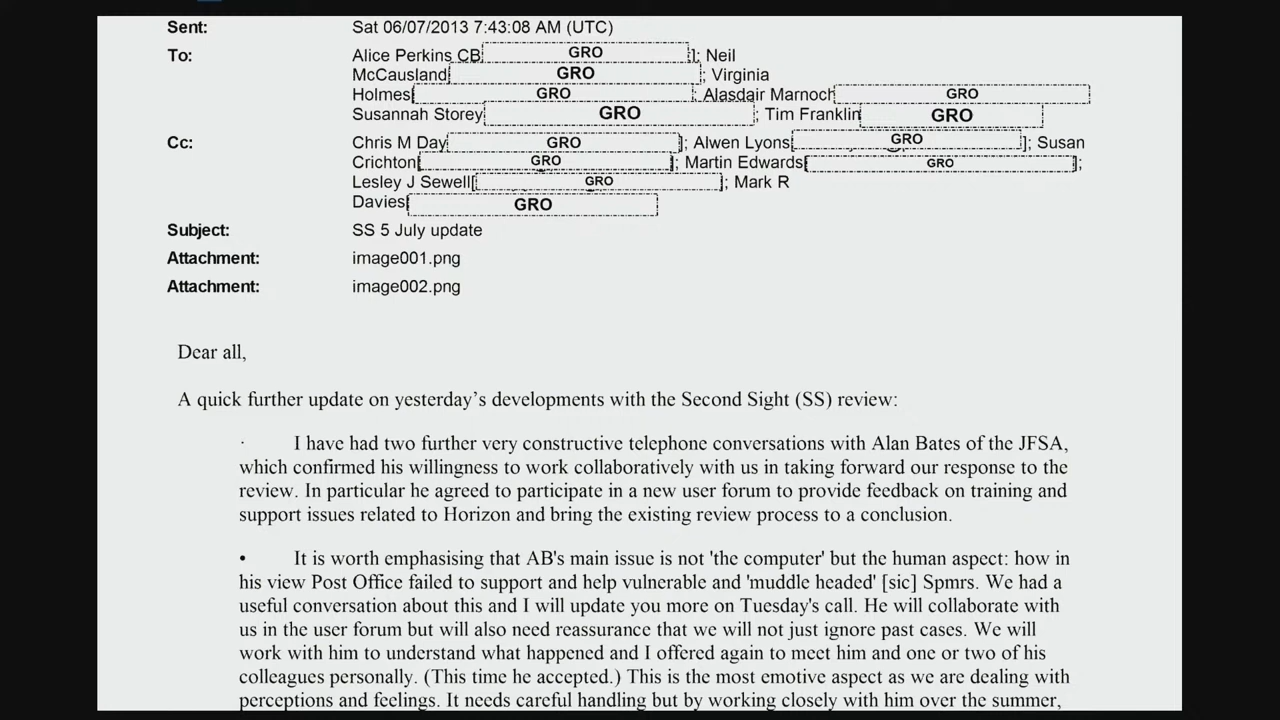 Sent: Sat 06/07/2013 7:43:08 AM (UTC)
To: Alice Perkins CB GRO ]; Neil
McCausland GRO ; Virginia
Holmes GRO ; Alasdair Marnoch GRO
Susannah Storey GRO ; Tim Franklin GRO
Cc: Chris M Day GRO ]; Alwen Lyons GRO ]; Susan
Crichton GRO ]; Martin Edwards GRO ];
Lesley J Sewell[ GRO ; Mark R
Davies GRO
Subject: SS 5 July update
Attachment: image001.png
Attachment: image002.png
Dear all,
A quick further update on yesterday's developments with the Second Sight (SS) review:
· I have had two further very constructive telephone conversations with Alan Bates of the JFSA,
which confirmed his willingness to work collaboratively with us in taking forward our response to the
review. In particular he agreed to participate in a new user forum to provide feedback on training and
support issues related to Horizon and bring the existing review process to a conclusion.
• It is worth emphasising that AB's main issue is not 'the computer' but the human aspect: how in
his view Post Office failed to support and help vulnerable and 'muddle headed' [sic] Spmrs. We had a
useful conversation about this and I will update you more on Tuesday's call. He will collaborate with
us in the user forum but will also need reassurance that we will not just ignore past cases. We will
work with him to understand what happened and I offered again to meet him and one or two of his
colleagues personally. (This time he accepted.) This is the most emotive aspect as we are dealing with
perceptions and feelings. It needs careful handling but by working closely with him over the summer,